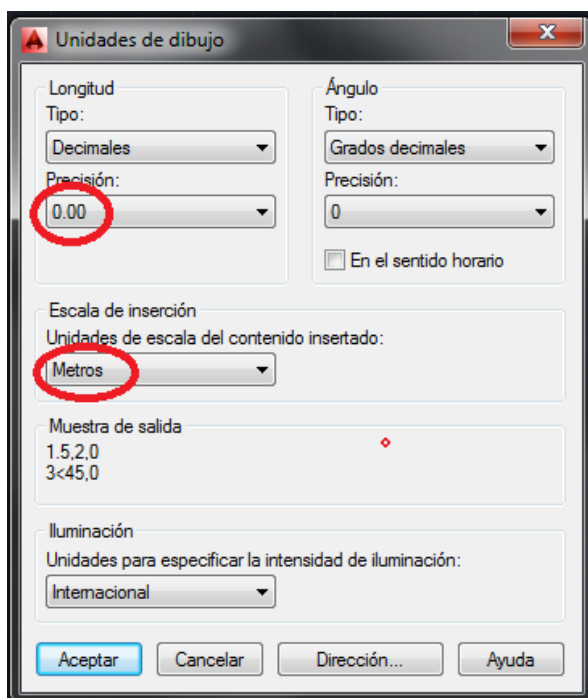 Unidades de dibujo
Longitud
Tipo:
Decimales
Precisión:
0.00
Ángulo
Tipo:
Grados decimales
Precisión:
0
En el sentido horario
Escala de inserción
Unidades de escala del contenido insertado:
Metros
Muestra de salida
1.5,2,0
3<45,0
Iluminación
Unidades para especificar la intensidad de iluminación:
Internacional
Aceptar Cancelar Dirección... Ayuda